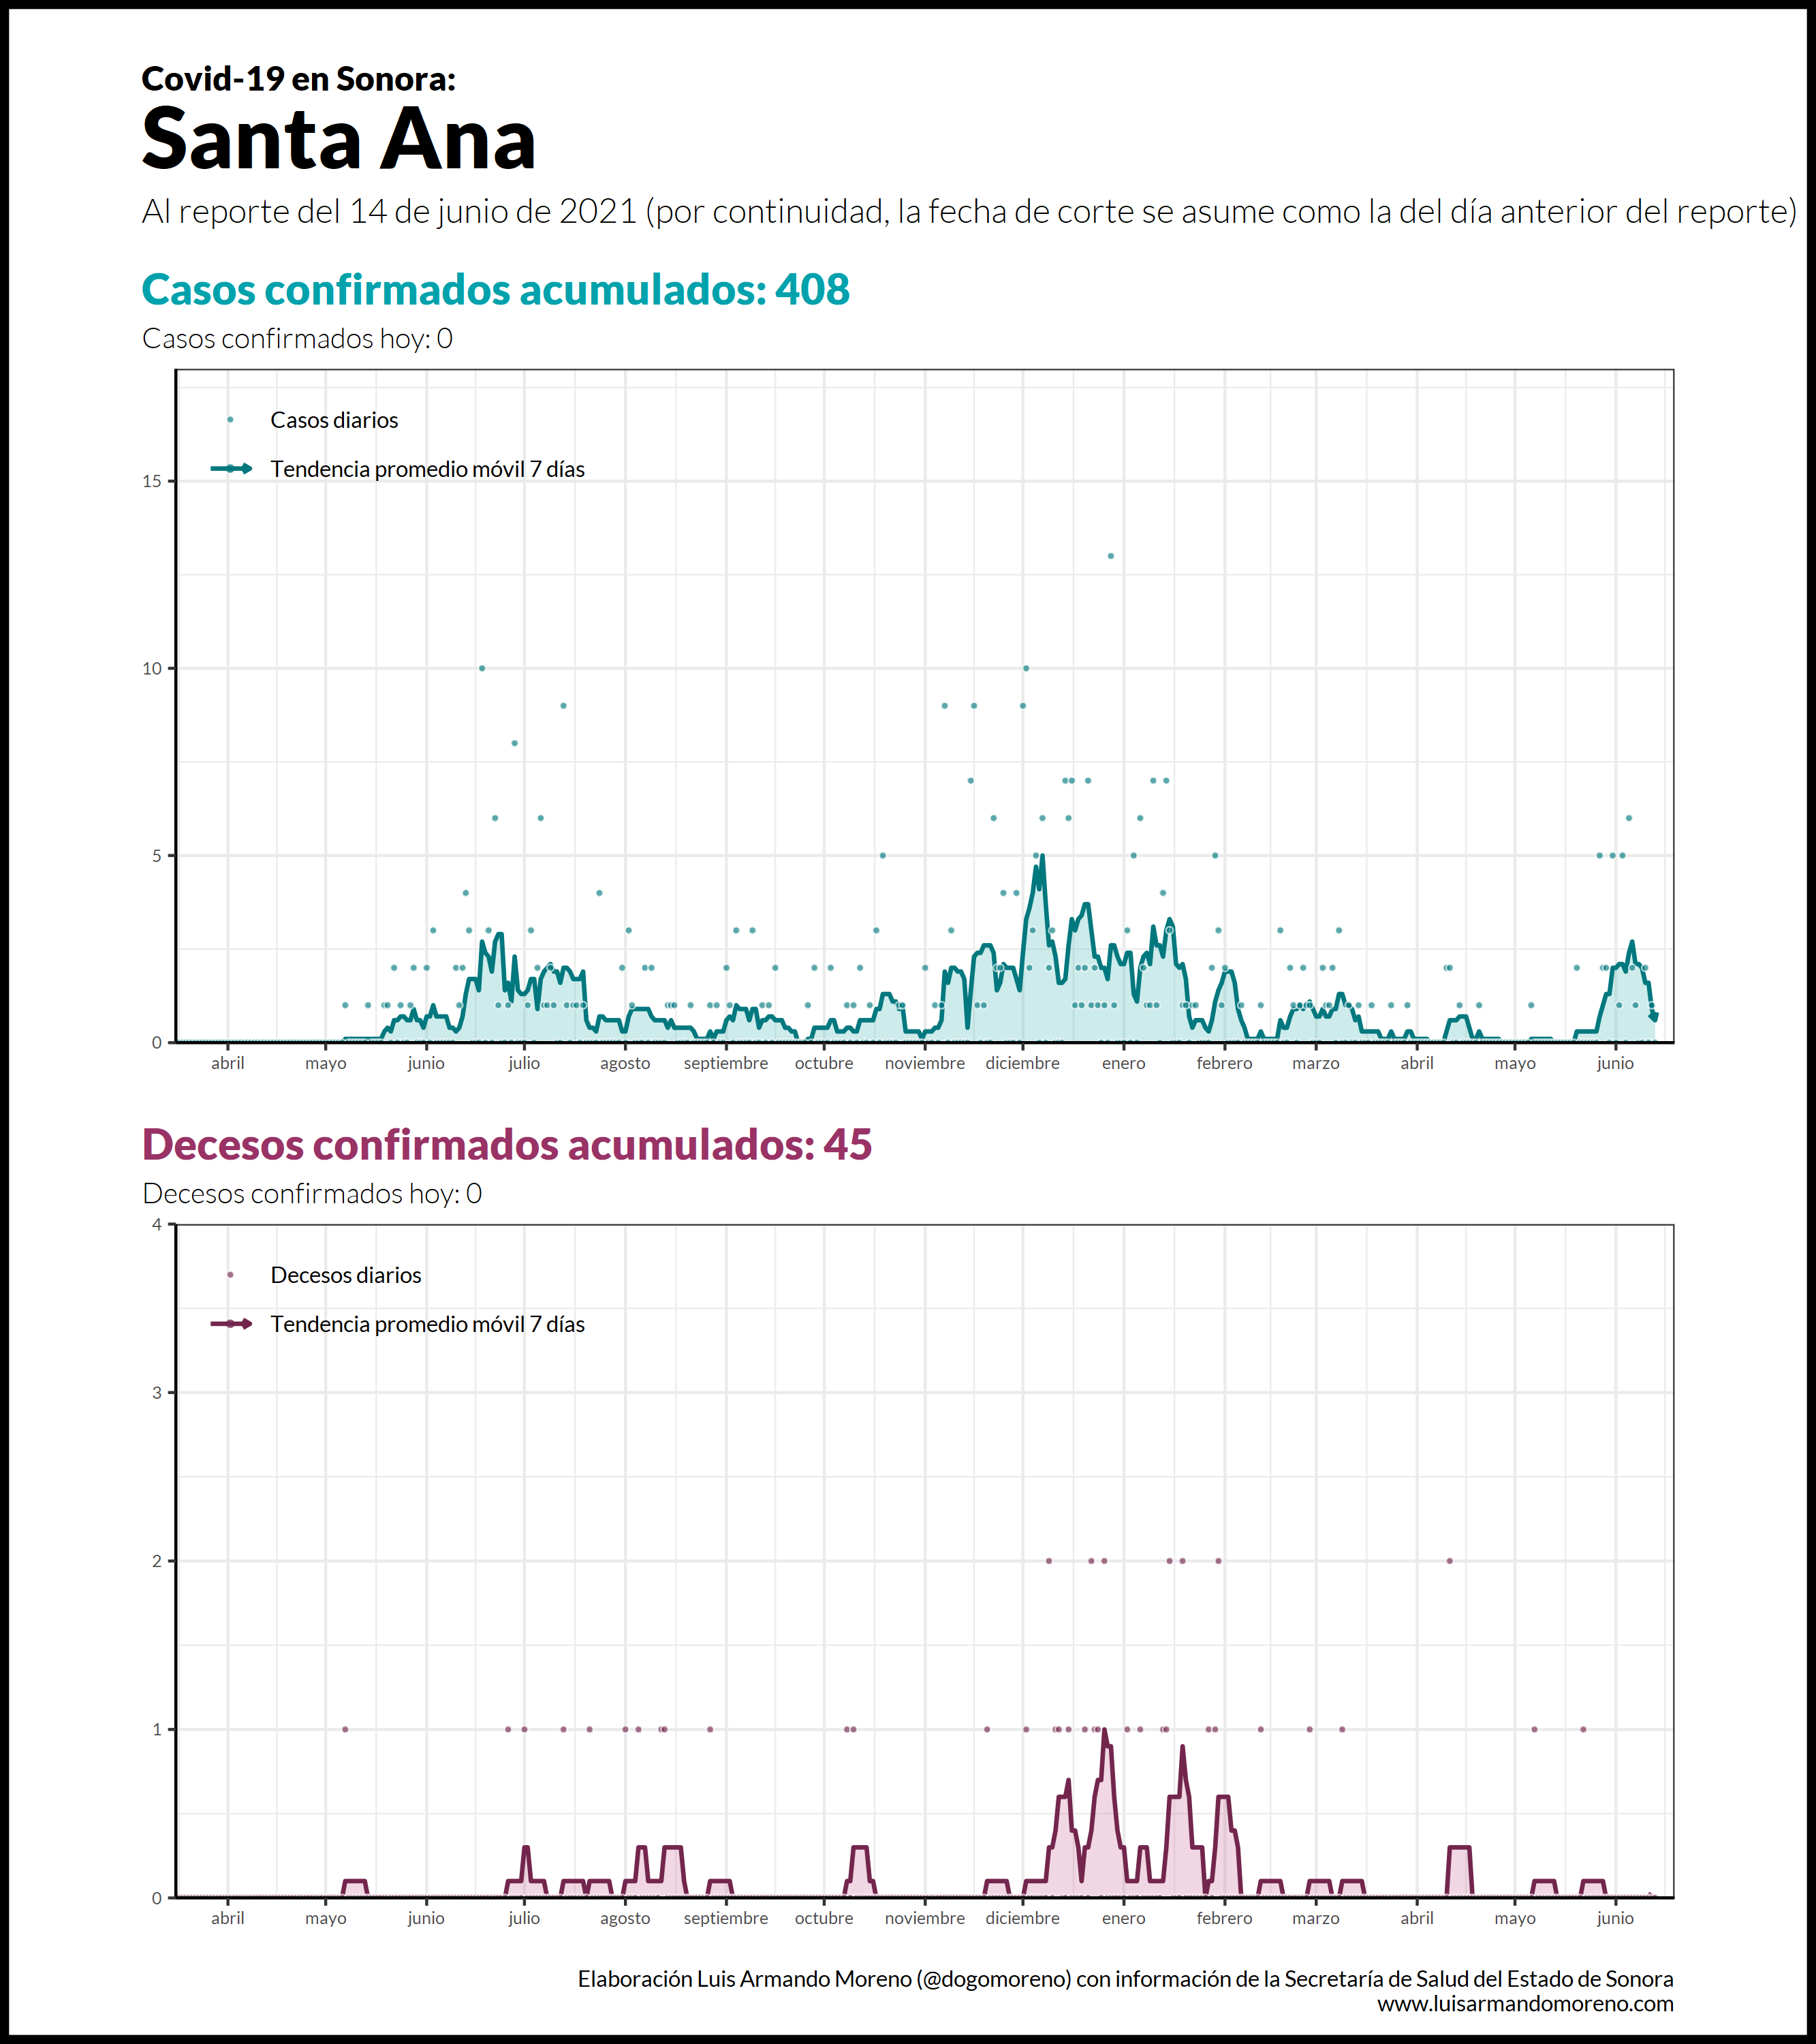 Covid-19 en Sonora:
Santa Ana
Al reporte del 14 de junio de 2021 (por continuidad, la fecha de corte se asume como la del día anterior del reporte)
Casos confirmados acumulados: 408
Casos confirmados hoy: 0
Casos diarios
Tendencia promedio móvil 7 días
15
10
5
0
abril mayo junio julio agosto septiembre octubre noviembre diciembre enero febrero marzo abril mayo junio
Decesos confirmados acumulados: 45
Decesos confirmados hoy: 0
4
Decesos diarios
Tendencia promedio móvil 7 días
3
2
1
0
abril mayo junio julio agosto septiembre octubre noviembre diciembre enero febrero marzo abril mayo junio
Elaboración Luis Armando Moreno (@dogomoreno) con información de la Secretaría de Salud del Estado de Sonora
www.luisarmandomoreno.com